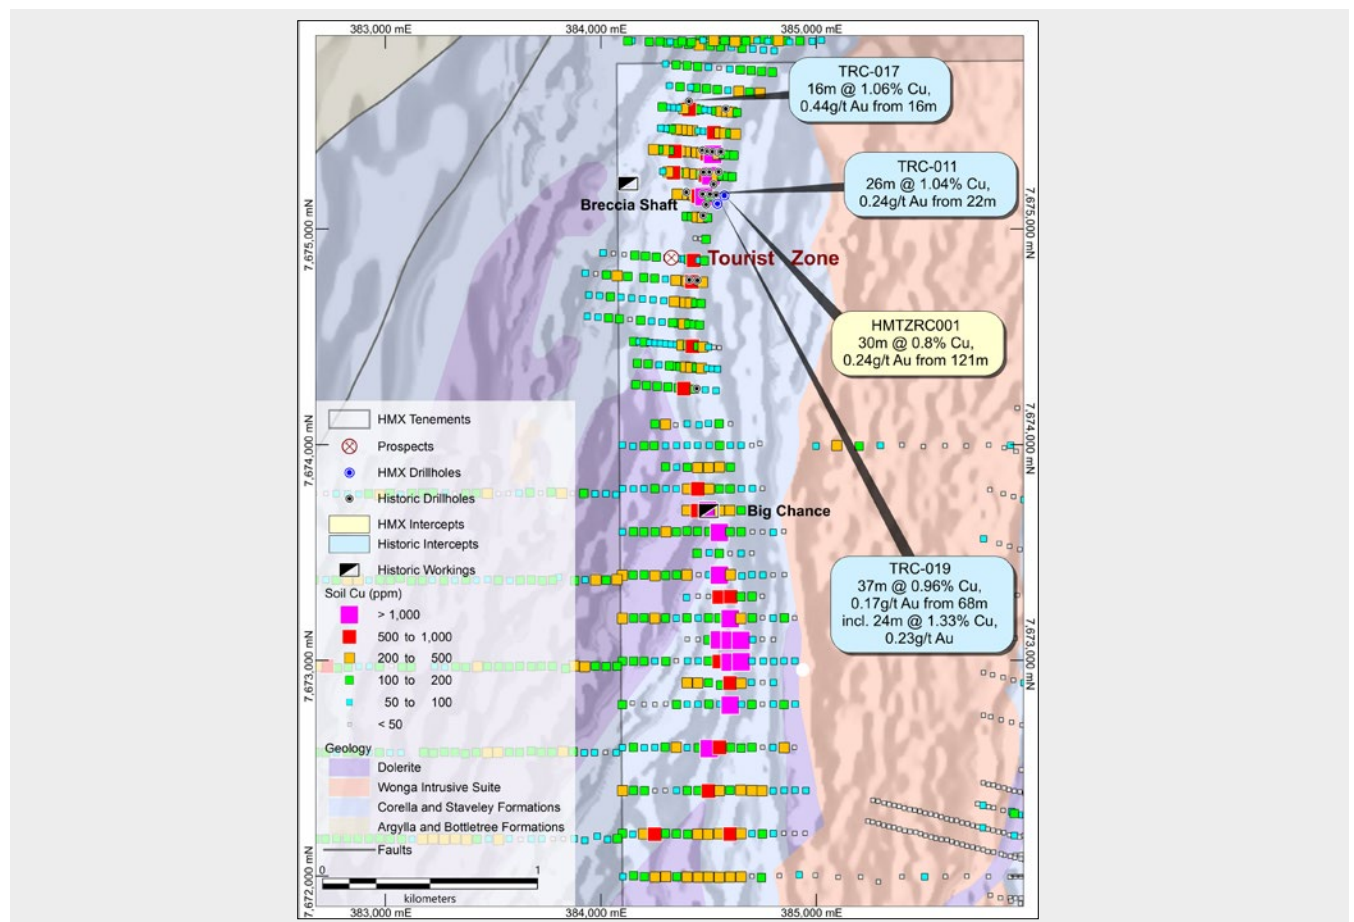 383,000 mE
384,000 mE
385,000 mE
TRC-017
16m @ 1.06% Cu,
0.44g/t Au from 16m
TRC-011
26m @ 1.04% Cu,
0.24g/t Au from 22m
Breccia Shaft
7,675,000 mN
7,675,000 mN
Tourist Zone
HMTZRC001
30m @ 0.8% Cu,
0.24g/t Au from 121m
7,674,000 mN
7,674,000 mN
Big Chance
TRC-019
37m @ 0.96% Cu,
0.17g/t Au from 68m
incl. 24m @ 1.33% Cu,
0.23g/t Au
7,673,000 mN
7,673,000 mN
HMX Tenements
Prospects
HMX Drillholes
Historic Drillholes
HMX Intercepts
Historic Intercepts
Historic Workings
Soil Cu (ppm)
> 1,000
500 to 1,000
200 to 500
100 to 200
50 to 100
< 50
Geology
Dolerite
Wonga Intrusive Suite
Corella and Staveley Formations
Argylla and Bottletree Formations
Faults
0 1
kilometers
7,672,000 mN
7,672,000 mN
383,000 mE
384,000 mE
385,000 mE